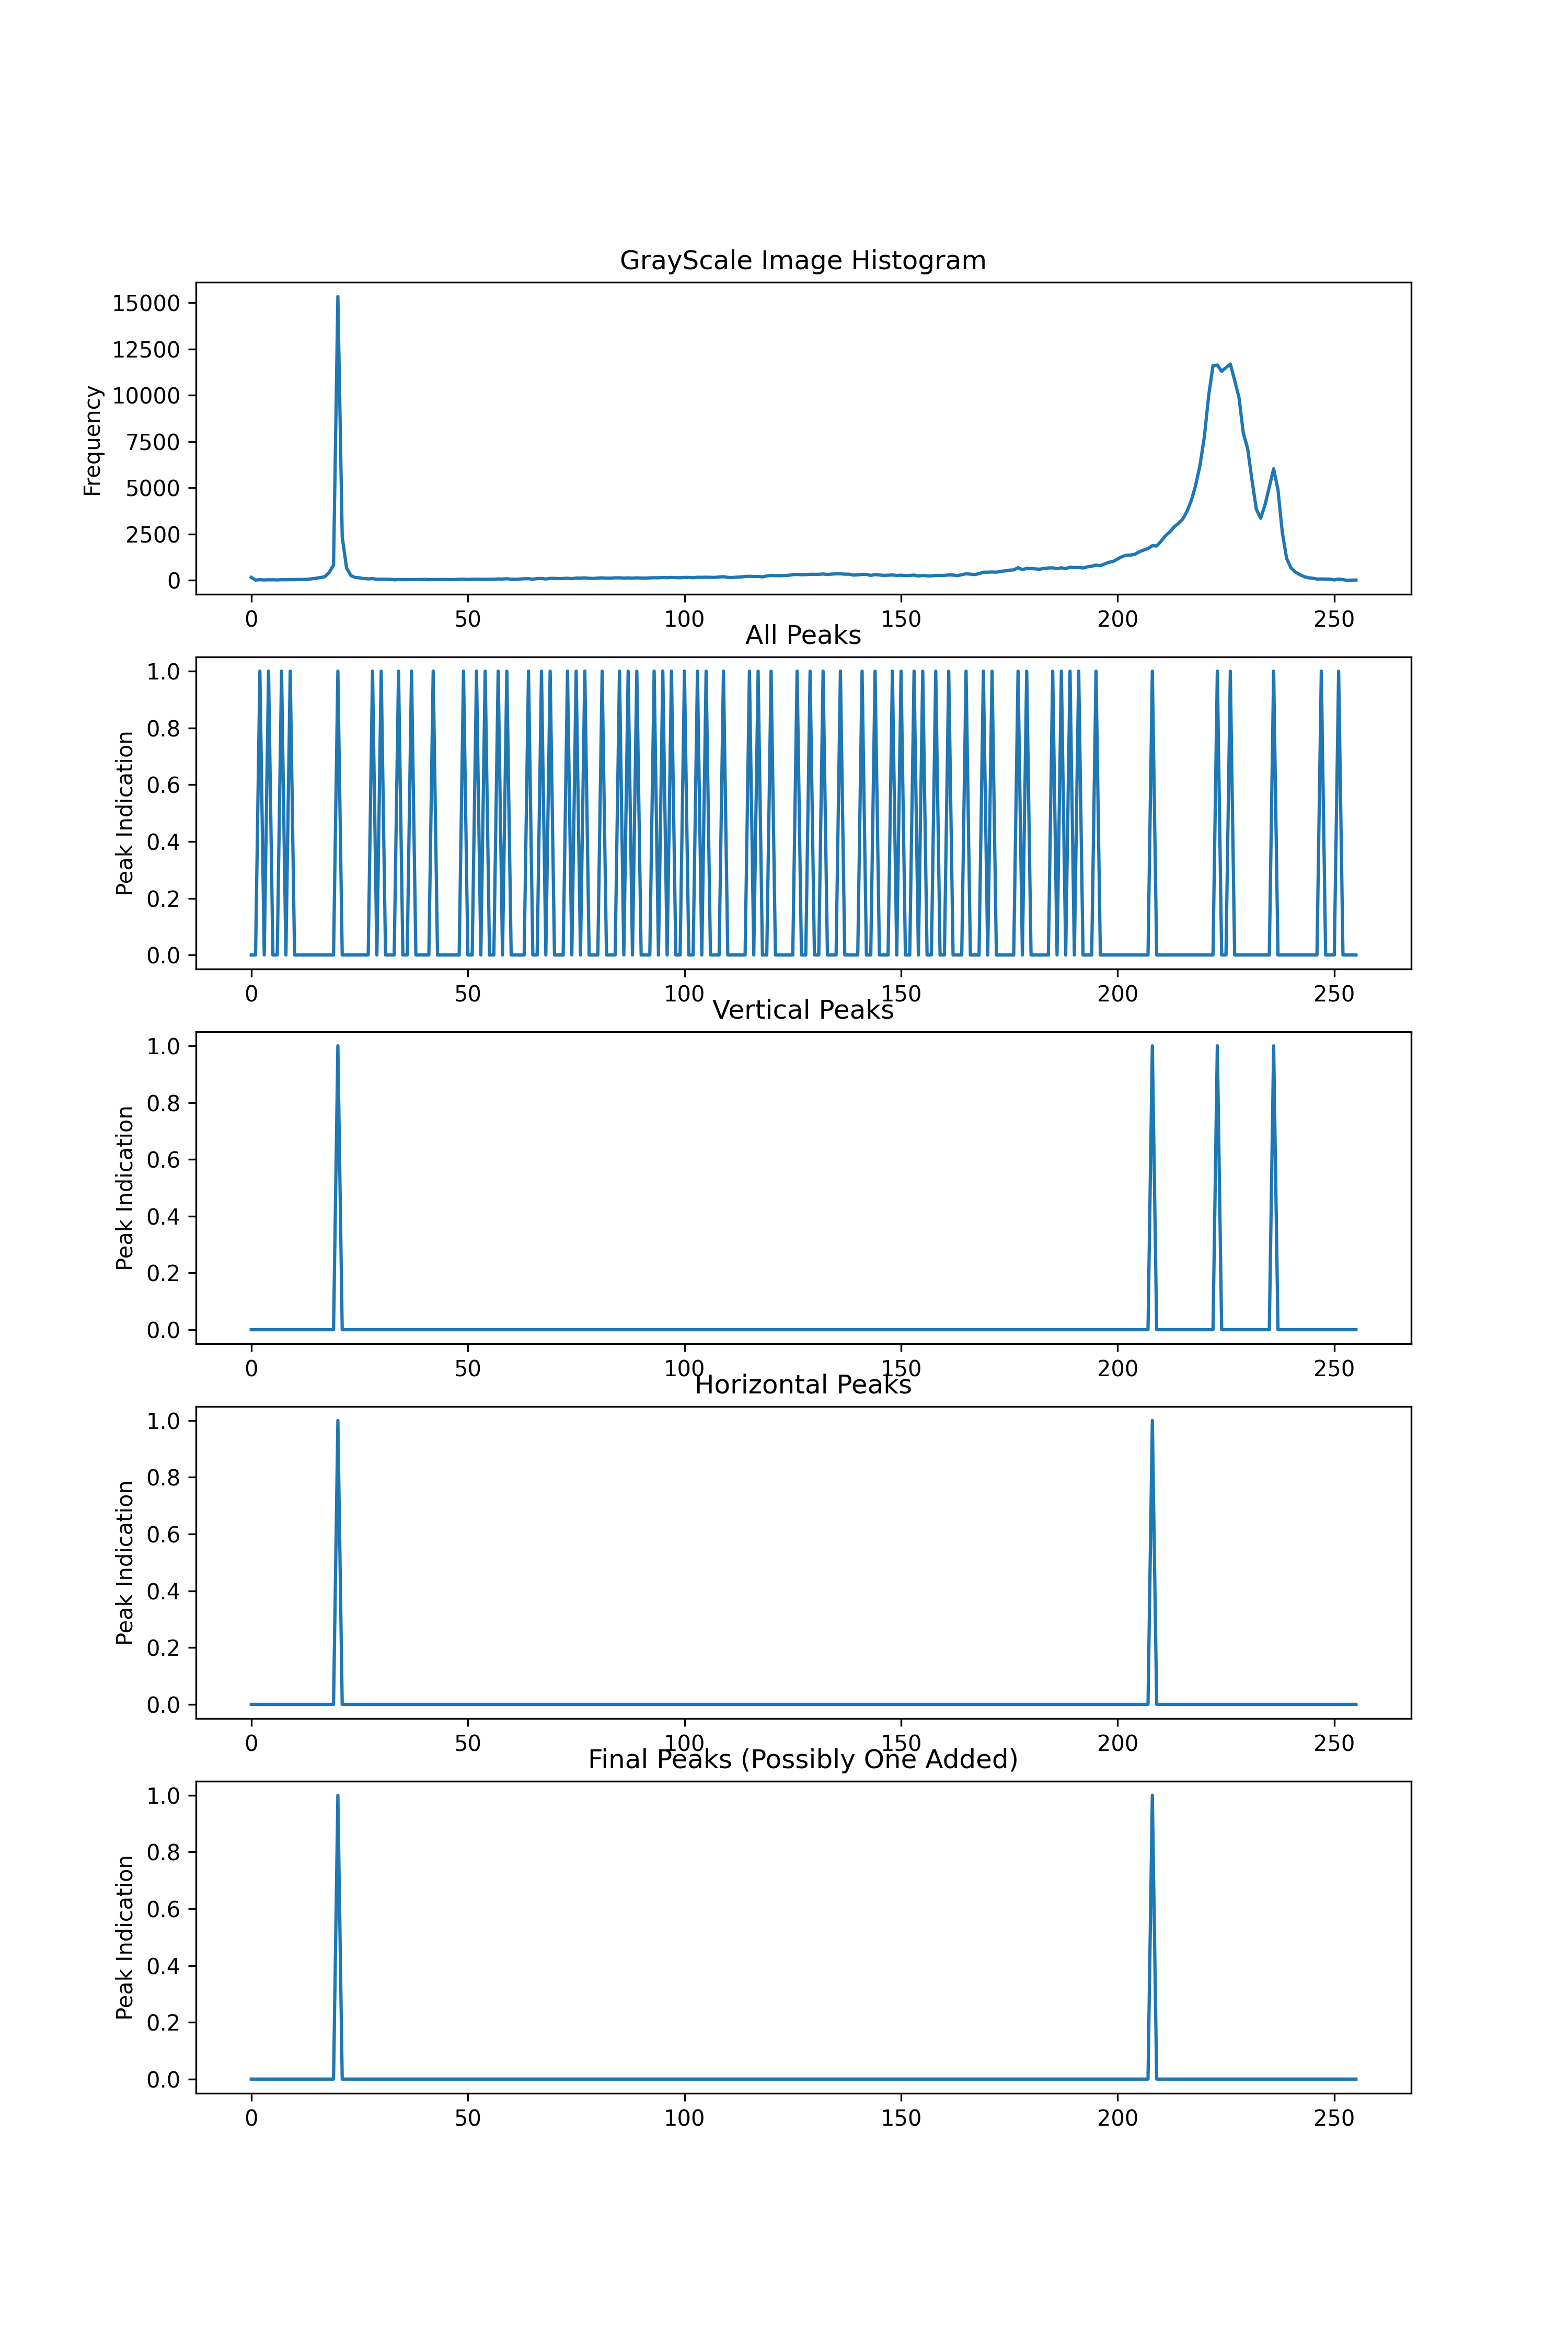 GrayScale Image Histogram
Frequency
15000
12500
10000
7500
5000
2500
0
0 50 100 150 200 250
All Peaks
Peak Indication
1.0
0.8
0.6
0.4
0.2
0.0
0 50 100 150 200 250
Vertical Peaks
Peak Indication
1.0
0.8
0.6
0.4
0.2
0.0
0 50 100 150 200 250
Horizontal Peaks
Peak Indication
1.0
0.8
0.6
0.4
0.2
0.0
0 50 100 150 200 250
Final Peaks (Possibly One Added)
Peak Indication
1.0
0.8
0.6
0.4
0.2
0.0
0 50 100 150 200 250